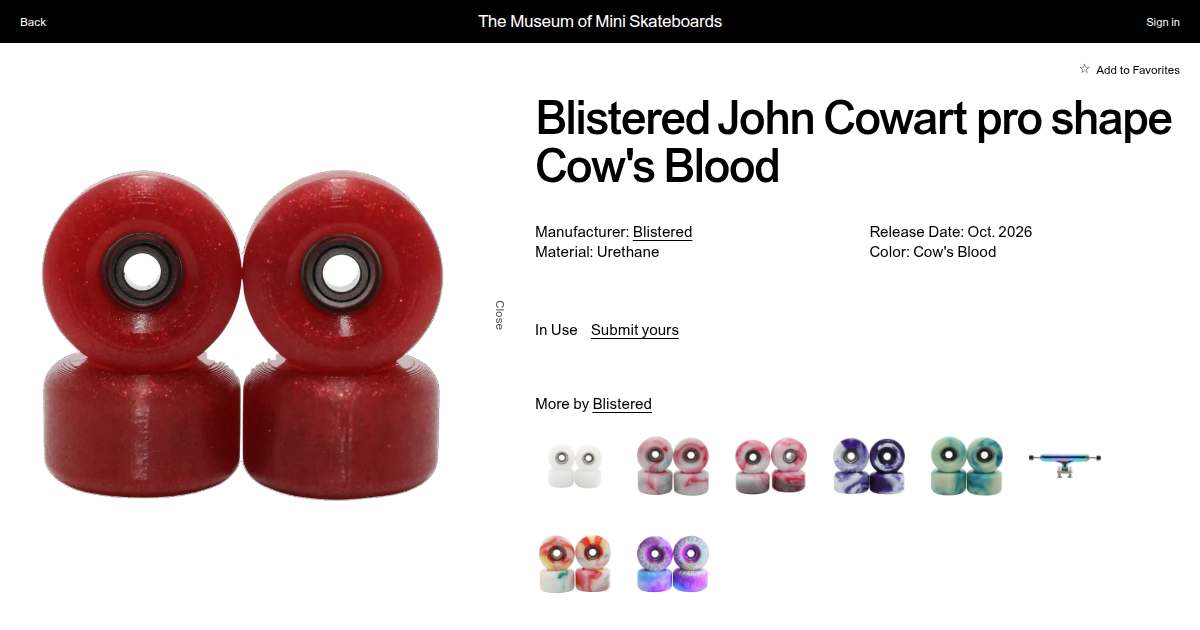 Back
The Museum of Mini Skateboards
Sign in
☆ Add to Favorites
Blistered John Cowart pro shape
Cow's Blood
Manufacturer: Blistered
Material: Urethane
Release Date: Oct. 2026
Color: Cow's Blood
Close
In Use Submit yours
More by Blistered